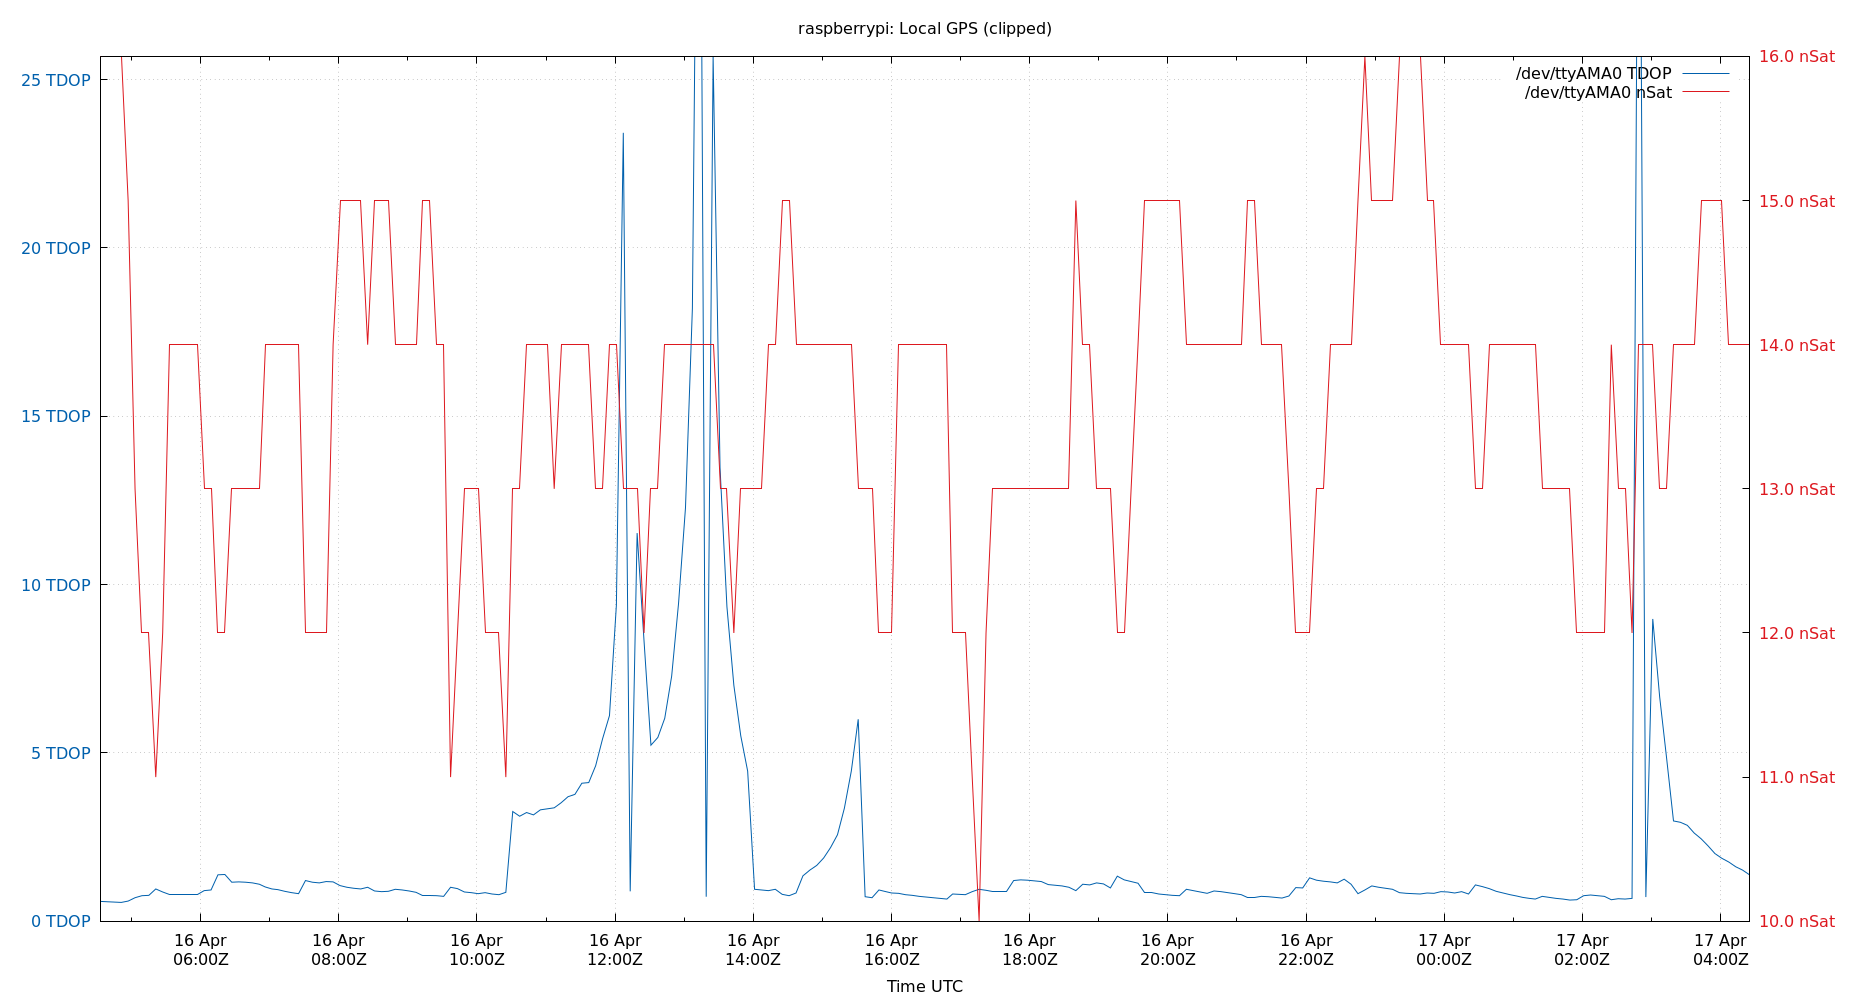 raspberrypi: Local GPS (clipped)
/dev/ttyAMA0 TDOP
/dev/ttyAMA0 nSat
25 TDOP
20 TDOP
15 TDOP
10 TDOP
5 TDOP
0 TDOP
16.0 nSat
15.0 nSat
14.0 nSat
13.0 nSat
12.0 nSat
11.0 nSat
10.0 nSat
16 Apr
06:00Z
16 Apr
08:00Z
16 Apr
10:00Z
16 Apr
12:00Z
16 Apr
14:00Z
16 Apr
16:00Z
16 Apr
18:00Z
16 Apr
20:00Z
16 Apr
22:00Z
17 Apr
00:00Z
17 Apr
02:00Z
17 Apr
04:00Z
Time UTC